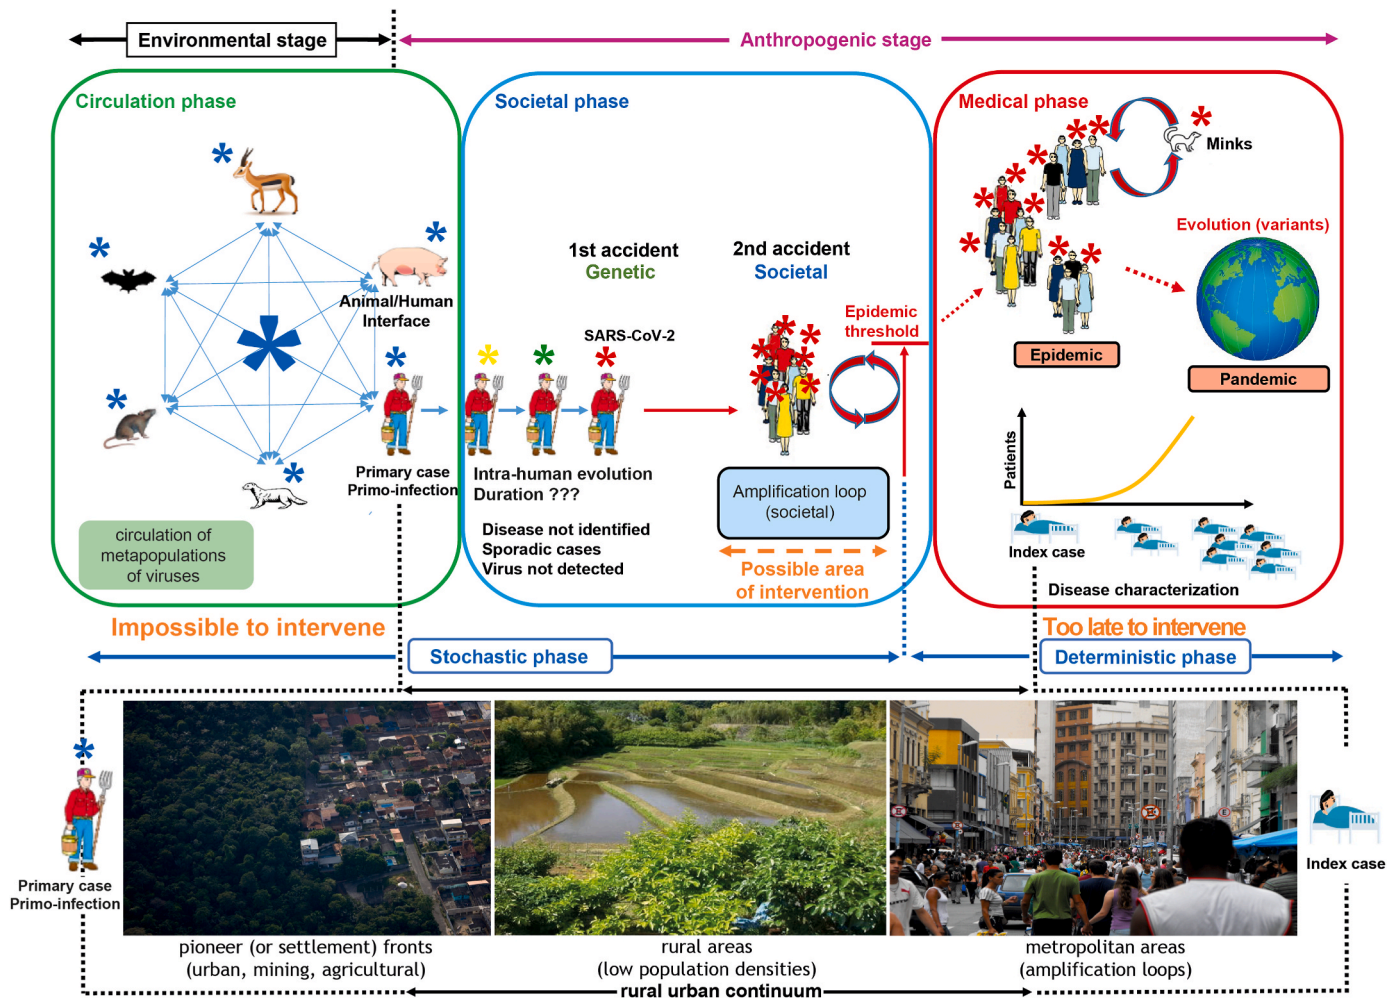 Environmental stage
Anthropogenic stage
Circulation phase
Societal phase
Medical phase
Minks
Evolution (variants)
1st accident
Genetic
2nd accident
Societal
Animal/Human
Interface
SARS-CoV-2
Epidemic
threshold
Epidemic
Pandemic
Primary case
Primo-infection
Intra-human evolution
Duration ???
Disease not identified
Sporadic cases
Virus not detected
Amplification loop
(societal)
Possible area
of intervention
Patients
Index case
Disease characterization
circulation of
metapopulations
of viruses
Impossible to intervene
Too late to intervene
Stochastic phase
Deterministic phase
Primary case
Primo-infection
Index case
E
E
pioneer (or settlement) fronts
(urban, mining, agricultural)
rural areas
(low population densities)
metropolitan areas
(amplification loops)
rural urban continuum